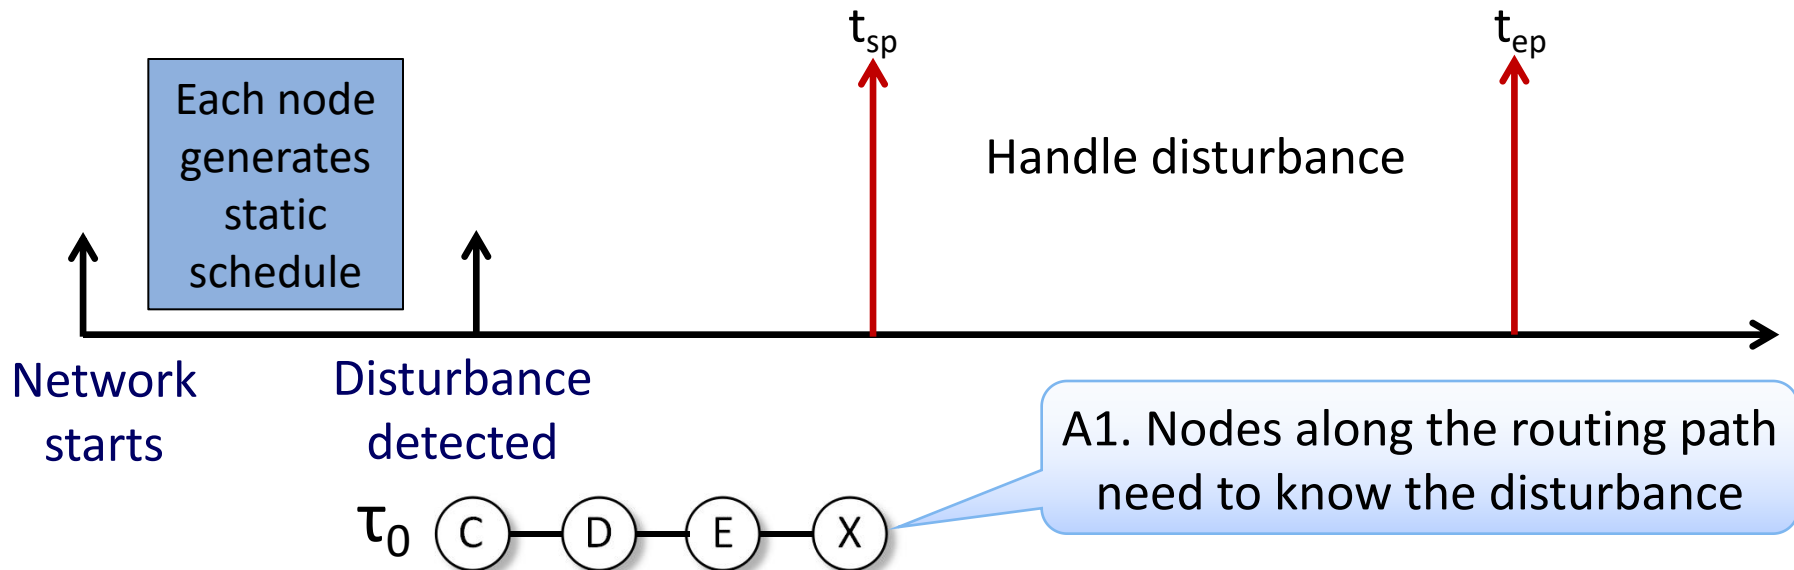 t_sp
t_ep
Each node
generates
static
schedule
Handle disturbance
Network
starts
Disturbance
detected
A1. Nodes along the routing path
need to know the disturbance
τ₀ C D E X